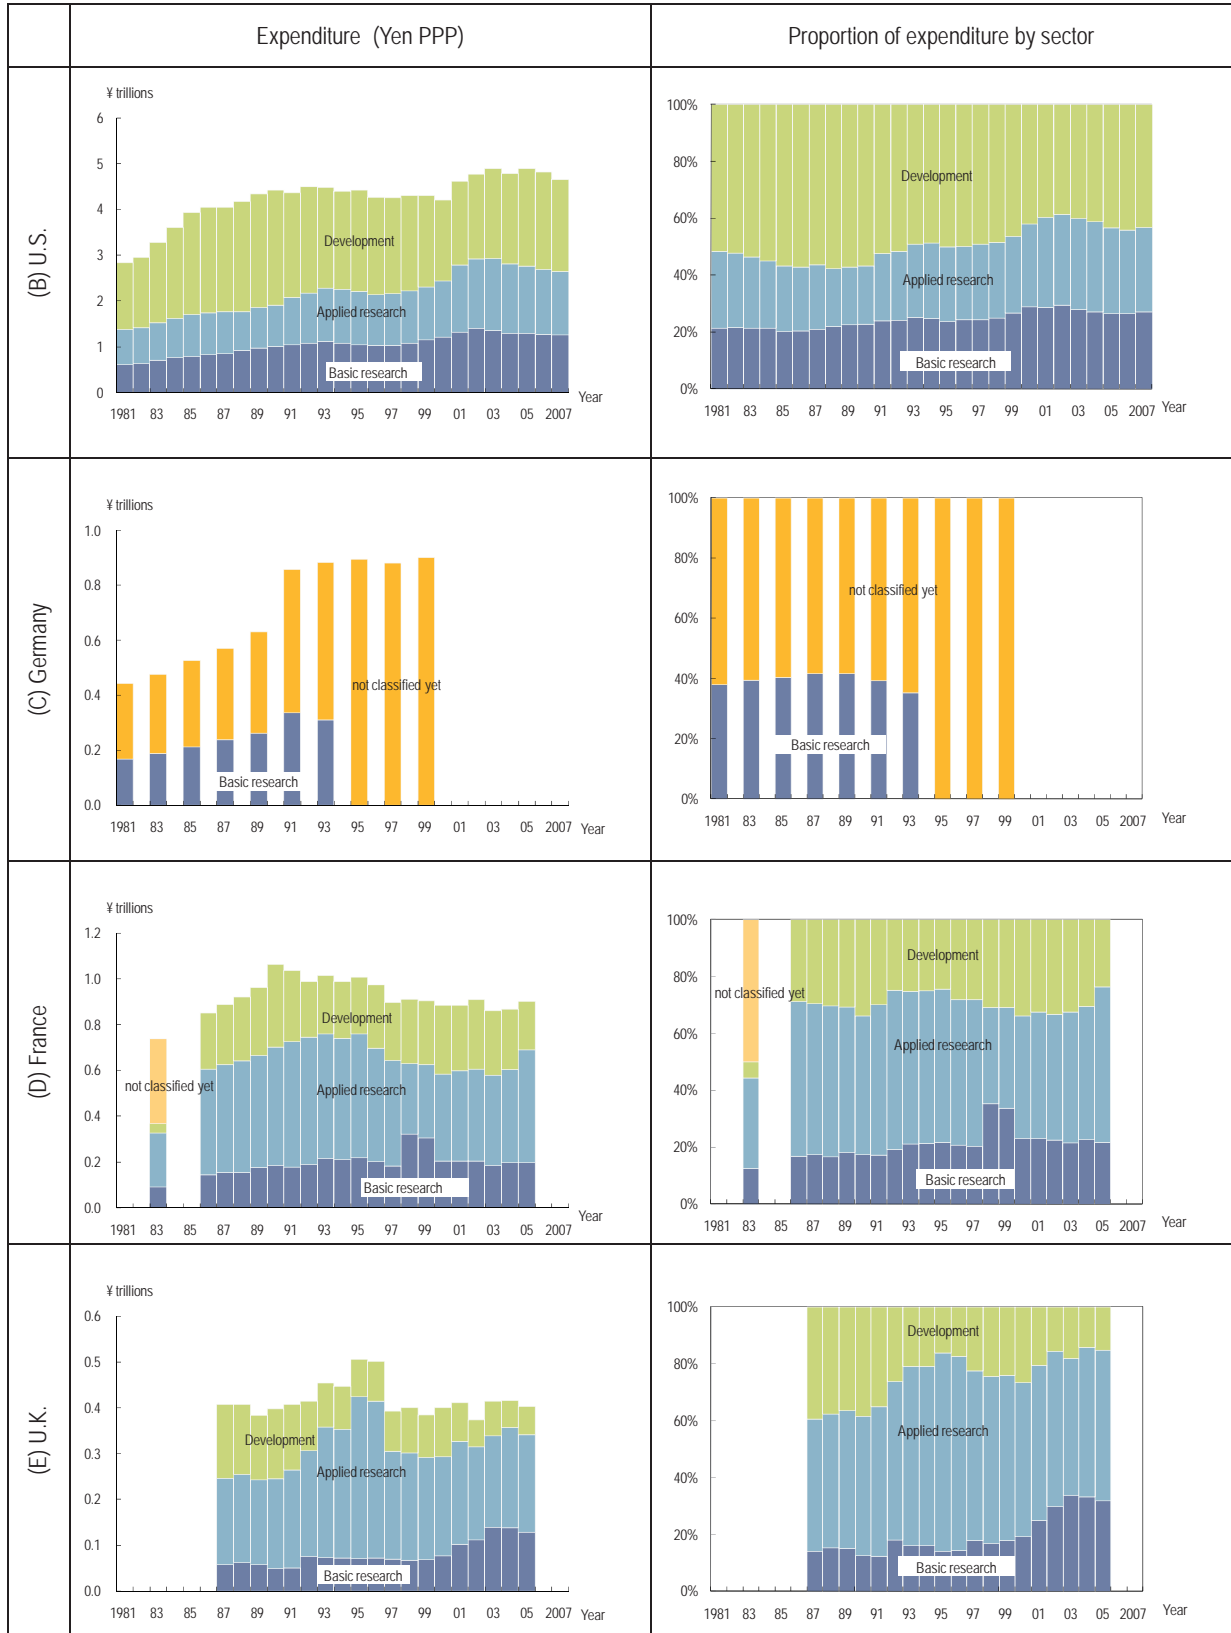 Expenditure (Yen PPP)
Proportion of expenditure by sector
(B) U.S.
¥ trillions
6
5
4
3
2
1
0
Development
Applied research
Basic research
1981 83 85 87 89 91 93 95 97 99 01 03 05 2007 Year
100%
80%
60%
40%
20%
0%
Development
Applied research
Basic research
1981 83 85 87 89 91 93 95 97 99 01 03 05 2007 Year
(C) Germany
¥ trillions
1.0
0.8
0.6
0.4
0.2
0.0
not classified yet
Basic research
1981 83 85 87 89 91 93 95 97 99 01 03 05 2007 Year
100%
80%
60%
40%
20%
0%
not classified yet
Basic research
1981 83 85 87 89 91 93 95 97 99 01 03 05 2007 Year
(D) France
¥ trillions
1.2
1.0
0.8
0.6
0.4
0.2
0.0
Development
not classified yet
Applied research
Basic research
1981 83 85 87 89 91 93 95 97 99 01 03 05 2007 Year
100%
80%
60%
40%
20%
0%
Development
not classified yet
Applied reseearch
Basic research
1981 83 85 87 89 91 93 95 97 99 01 03 05 2007 Year
(E) U.K.
¥ trillions
0.6
0.5
0.4
0.3
0.2
0.1
0.0
Development
Applied research
Basic research
1981 83 85 87 89 91 93 95 97 99 01 03 05 2007 Year
100%
80%
60%
40%
20%
0%
Development
Applied research
Basic research
1981 83 85 87 89 91 93 95 97 99 01 03 05 2007 Year